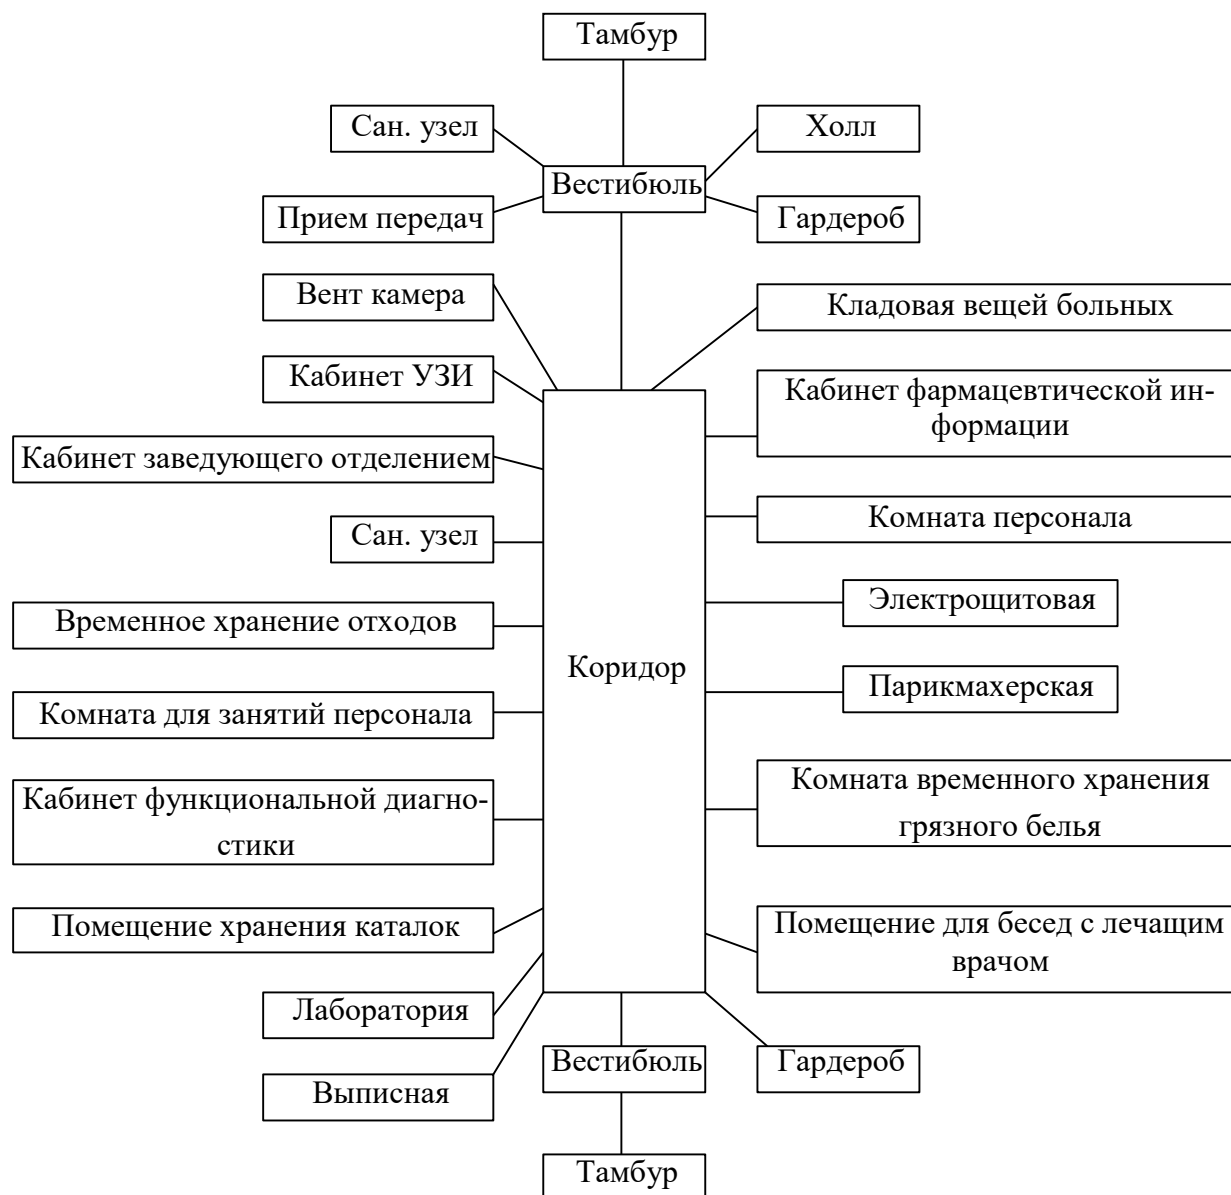 Тамбур
Сан. узел
Холл
Вестибюль
Прием передач
Гардероб
Вент камера
Кладовая вещей больных
Кабинет УЗИ
Кабинет фармацевтической ин-
формации
Кабинет заведующего отделением
Комната персонала
Сан. узел
Электрощитовая
Временное хранение отходов
Коридор
Парикмахерская
Комната для занятий персонала
Кабинет функциональной диагно-
стики
Комната временного хранения
грязного белья
Помещение хранения каталок
Помещение для бесед с лечащим
врачом
Лаборатория
Вестибюль
Гардероб
Выписная
Тамбур